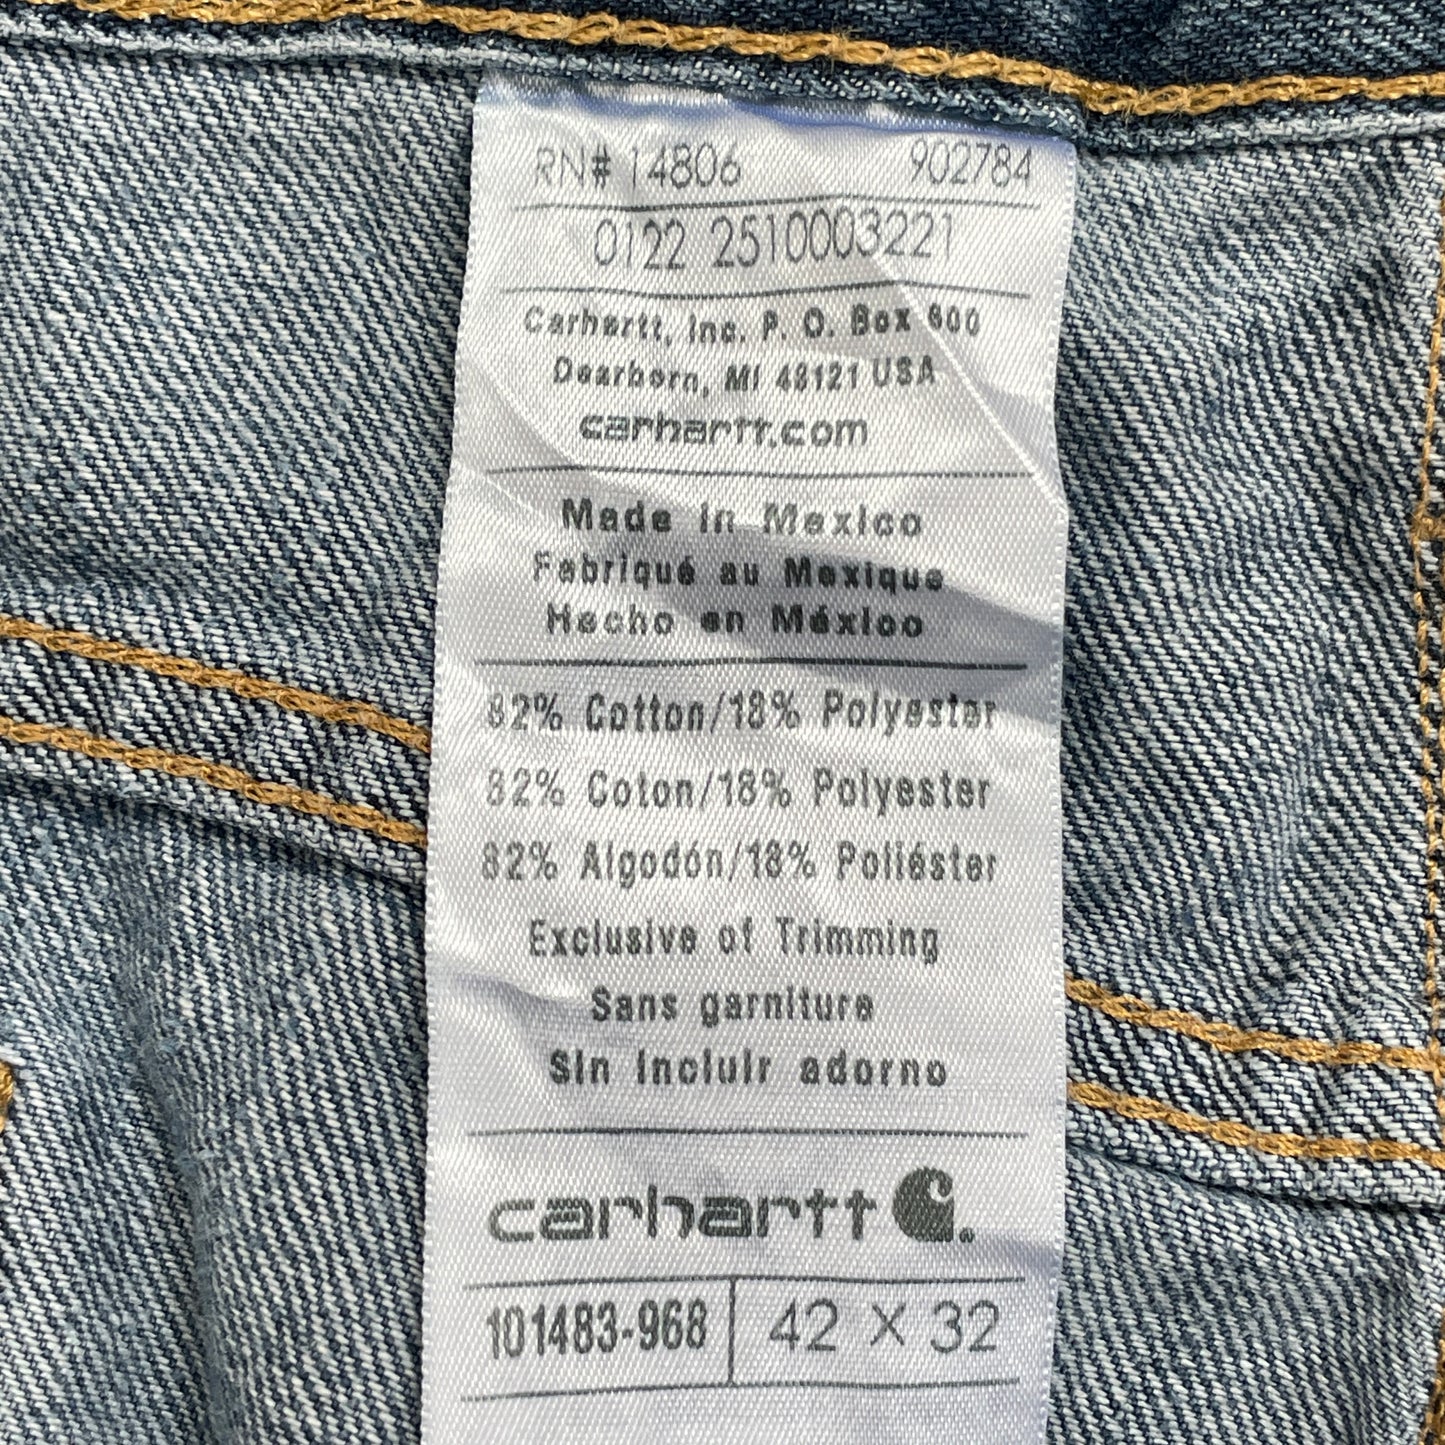 RN# 14806 902784
0122 2510003221
Carhartt, Inc. P. O. Box 600
Dearborn, MI 48121 USA
carhartt.com
Made in Mexico
Fabriqué au Mexique
Hecho en México
82% Cotton/18% Polyester
82% Coton/18% Polyester
82% Algodón/18% Poliéster
Exclusive of Trimming
Sans garniture
Sin incluir adorno
carhartt
101483-968 42 X 32